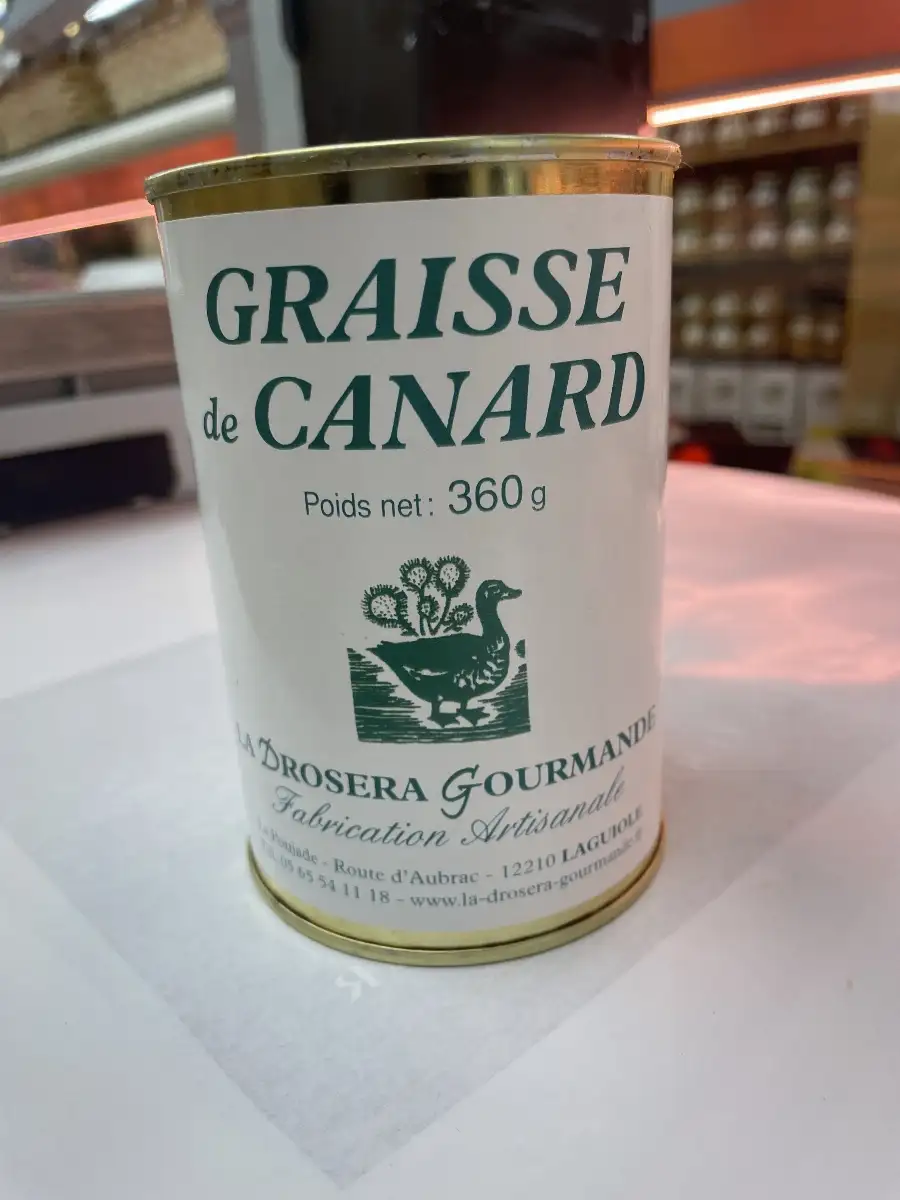 GRAISSE
de CANARD
Poids net: 360 g
LA DROSERA GOURMANDE
Fabrication Artisanale
Poujade - Route d'Aubrac - 12210 LAGUIOLE
05 65 54 11 18 - www.la-drosera-gourmande.fr